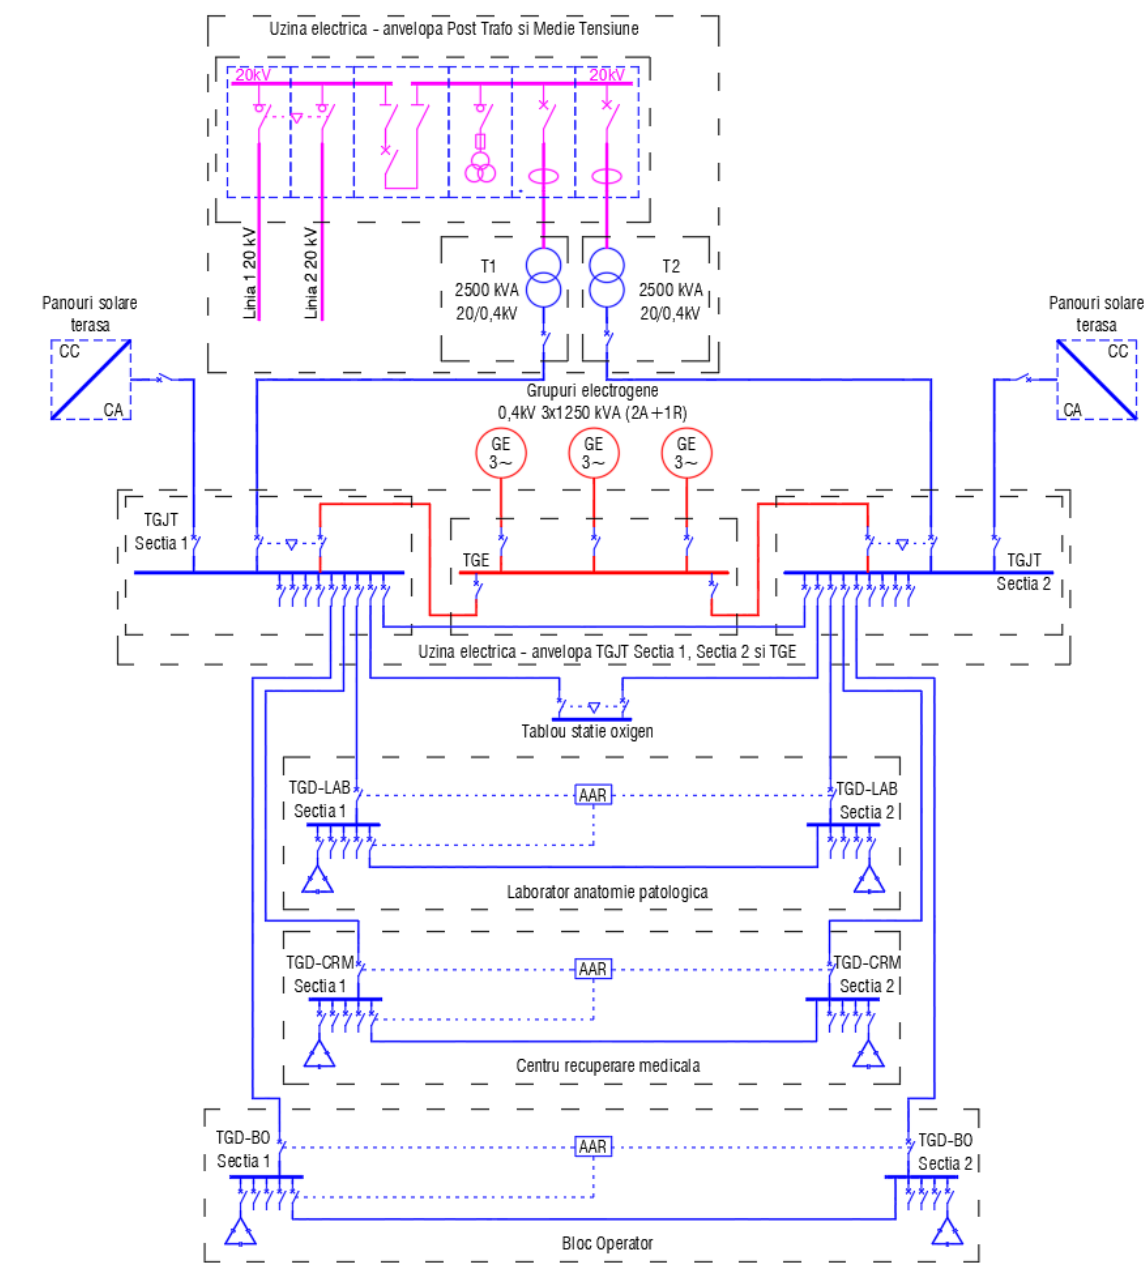 Uzina electrica - anvelopa Post Trafo si Medie Tensiune
20kV
20kV
Linia 1 20 kV
Linia 2 20 kV
T1
2500 kVA
20/0,4kV
T2
2500 kVA
20/0,4kV
Panouri solare
terasa
CC
CA
Panouri solare
terasa
CC
CA
Grupuri electrogene
0,4kV 3x1250 kVA (2A+1R)
GE
3~
GE
3~
GE
3~
TGJT
Sectia 1
TGE
TGJT
Sectia 2
Uzina electrica - anvelopa TGJT Sectia 1, Sectia 2 si TGE
Tablou statie oxigen
TGD-LAB
Sectia 1
AAR
TGD-LAB
Sectia 2
Laborator anatomie patologica
TGD-CRM
Sectia 1
AAR
TGD-CRM
Sectia 2
Centru recuperare medicala
TGD-BO
Sectia 1
AAR
TGD-BO
Sectia 2
Bloc Operator